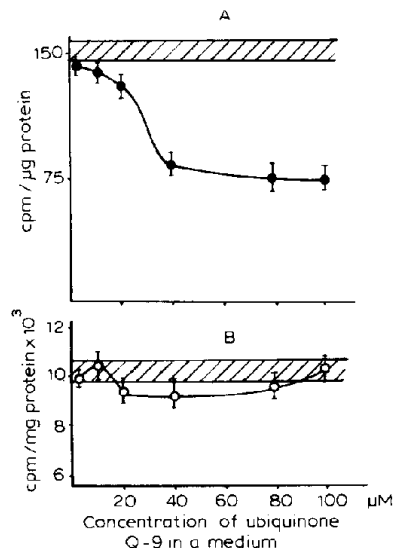 A
150
75
cpm/µg protein
B
12
10
8
6
cpm/mg protein x 10³
20 40 60 80 100 µM
Concentration of ubiquinone
Q-9 in a medium